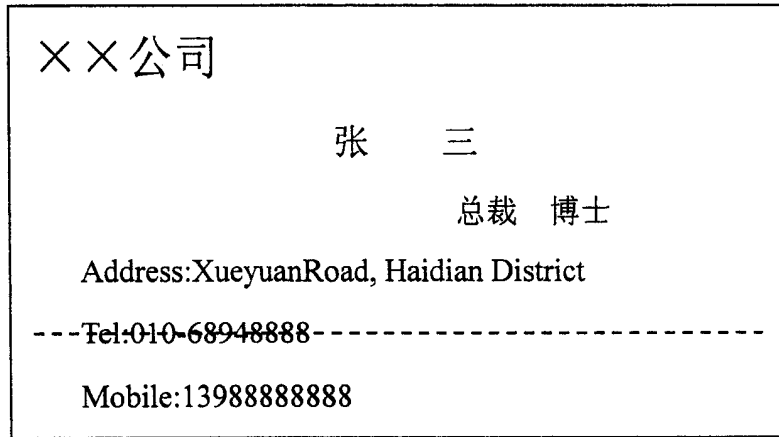 ××公司
张 三
总裁 博士
Address:XueyuanRoad, Haidian District
Tel:010-68948888
Mobile:13988888888